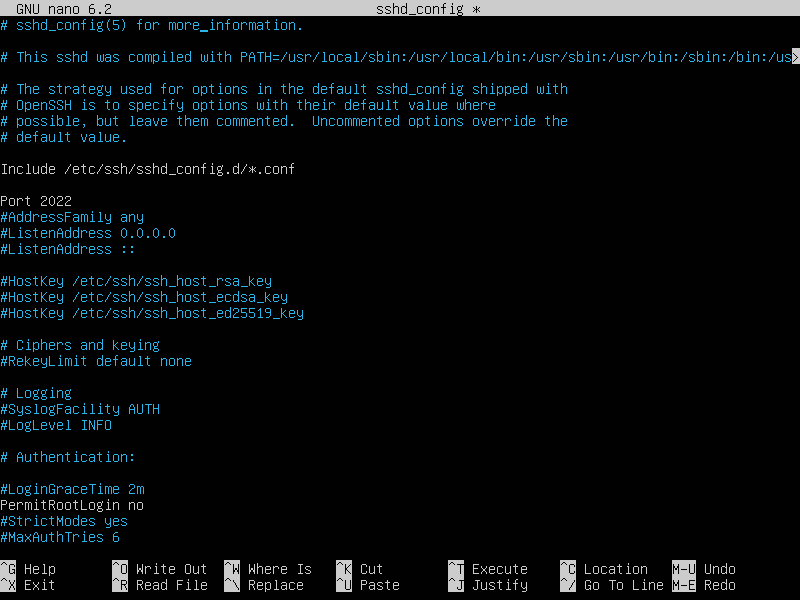 GNU nano 6.2 sshd_config *
# sshd_config(5) for more_information.
# This sshd was compiled with PATH=/usr/local/sbin:/usr/local/bin:/usr/sbin:/usr/bin:/sbin:/bin:/us>
# The strategy used for options in the default sshd_config shipped with
# OpenSSH is to specify options with their default value where
# possible, but leave them commented.  Uncommented options override the
# default value.
Include /etc/ssh/sshd_config.d/*.conf
Port 2022
#AddressFamily any
#ListenAddress 0.0.0.0
#ListenAddress ::
#HostKey /etc/ssh/ssh_host_rsa_key
#HostKey /etc/ssh/ssh_host_ecdsa_key
#HostKey /etc/ssh/ssh_host_ed25519_key
# Ciphers and keying
#RekeyLimit default none
# Logging
#SyslogFacility AUTH
#LogLevel INFO
# Authentication:
#LoginGraceTime 2m
PermitRootLogin no
#StrictModes yes
#MaxAuthTries 6
^G Help ^O Write Out ^W Where Is ^K Cut ^T Execute ^C Location M-U Undo
^X Exit ^R Read File ^\ Replace ^U Paste ^J Justify ^/ Go To Line M-E Redo